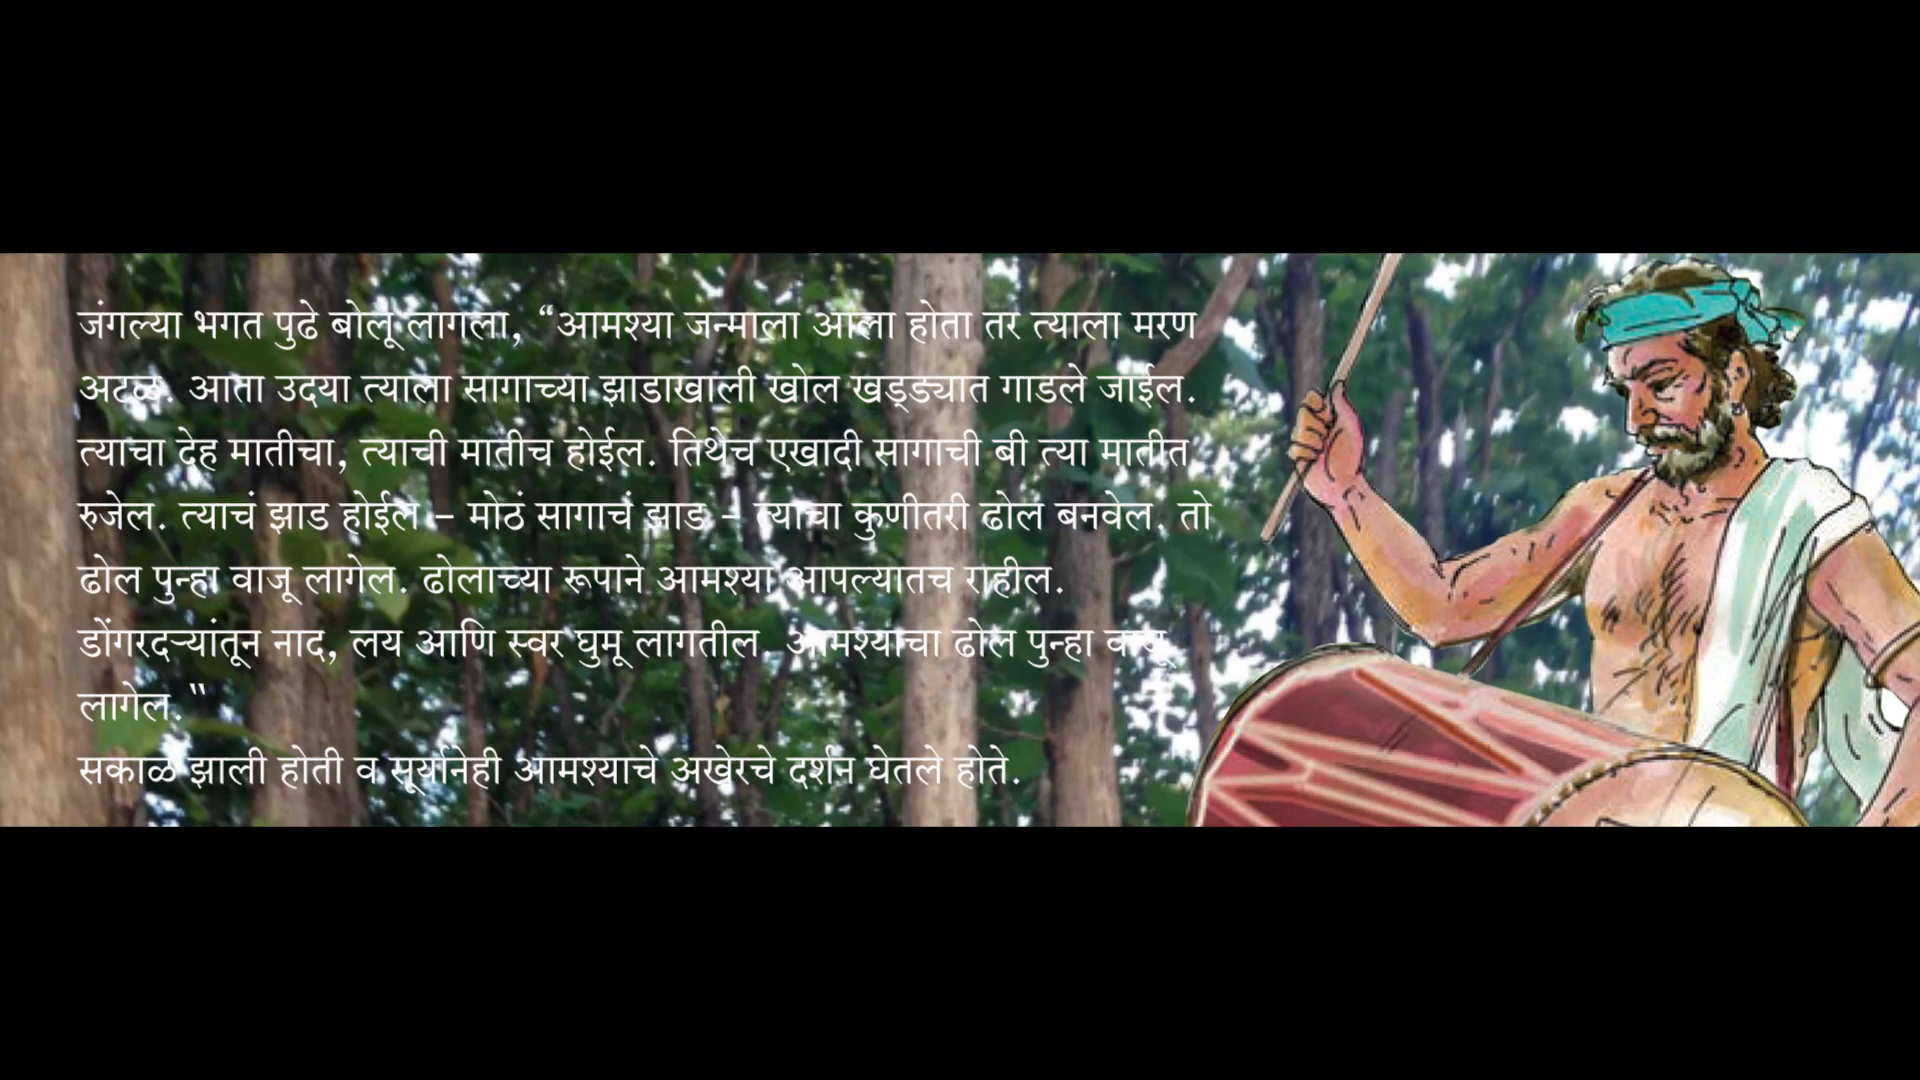 जंगल्या भगत पुढे बोलू लागला, “आमश्या जन्माला आला होता तर त्याला मरण
अटळ. आता उदया त्याला सागाच्या झाडाखाली खोल खड्ड्यात गाडले जाईल.
त्याचा देह मातीचा, त्याची मातीच होईल. तिथेच एखादी सागाची बी त्या मातीत
रुजेल. त्याचं झाड होईल – मोठं सागाचं झाड – त्याचा कुणीतरी ढोल बनवेल. तो
ढोल पुन्हा वाजू लागेल. ढोलाच्या रूपाने आमश्या आपल्यातच राहील.
डोंगरदऱ्यांतून नाद, लय आणि स्वर घुमू लागतील. आमश्याचा ढोल पुन्हा वाजू
लागेल. "
सकाळ झाली होती व सूर्यानेही आमश्याचे अखेरचे दर्शन घेतले होते.